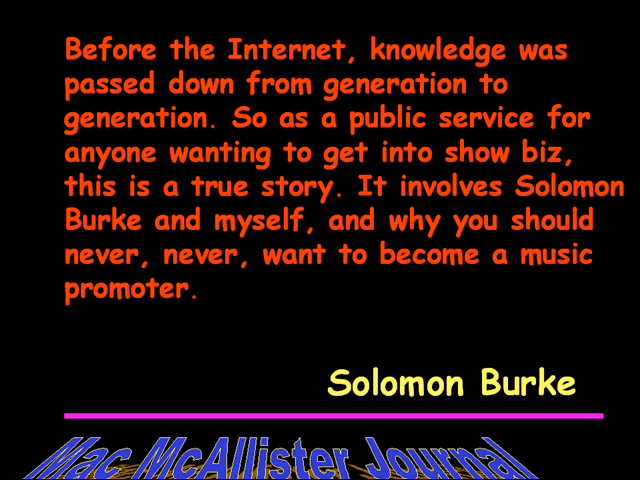 Before the Internet, knowledge was
passed down from generation to
generation. So as a public service for
anyone wanting to get into show biz,
this is a true story. It involves Solomon
Burke and myself, and why you should
never, never, want to become a music
promoter.
Solomon Burke
Mac McAllister Journal